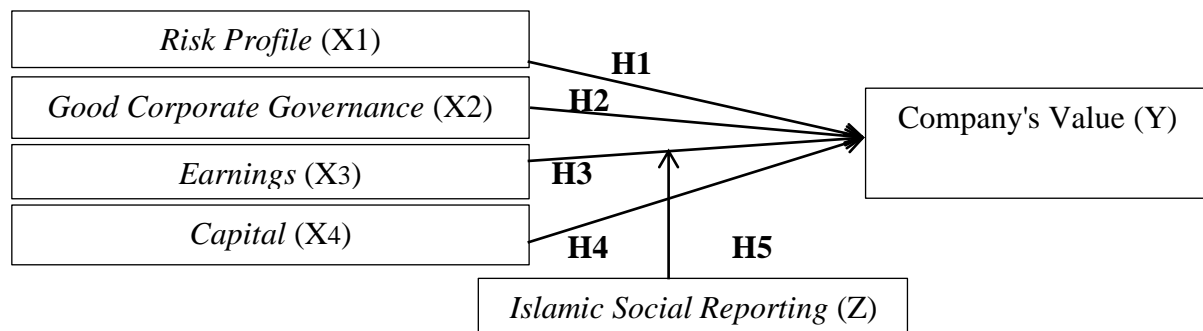 Risk Profile (X1)
H1
Good Corporate Governance (X2)
H2
Company's Value (Y)
Earnings (X3)
H3
Capital (X4)
H4
H5
Islamic Social Reporting (Z)